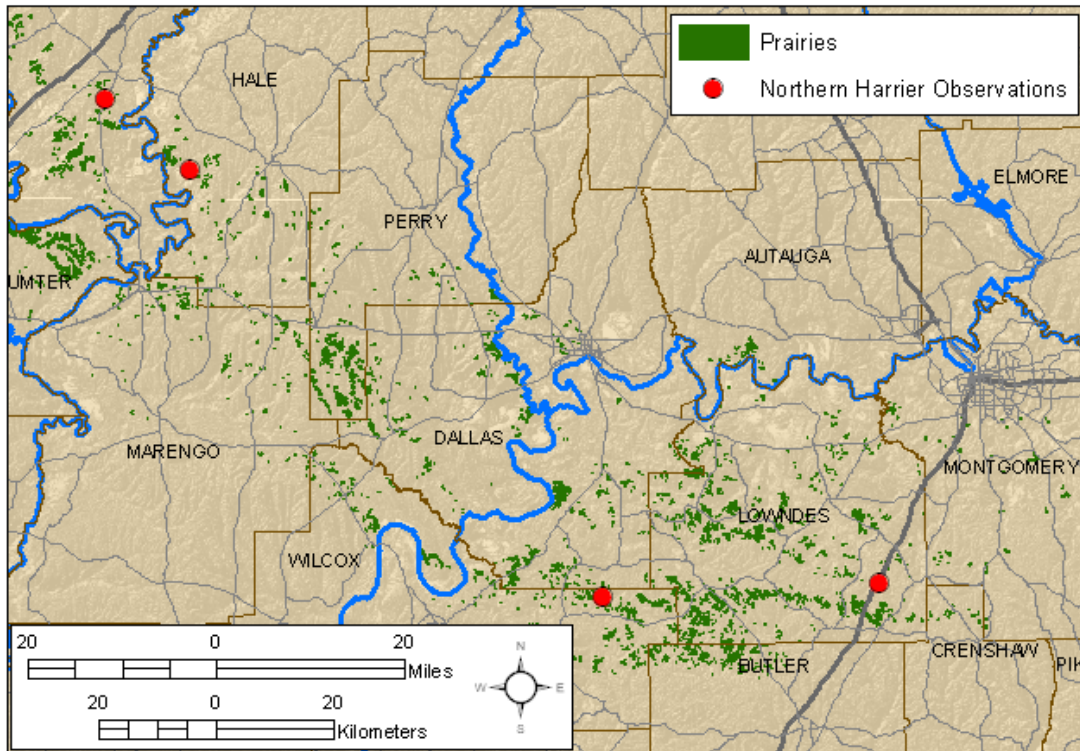 Prairies
Northern Harrier Observations
HALE
ELMORE
PERRY
AUTAUGA
UMTER
DALLAS
MARENGO
MONTGOMERY
LOWNDES
WILCOX
BUTLER
CRENSHAW
PIK
20 0 20
Miles
20 0 20
Kilometers
N
W E
S